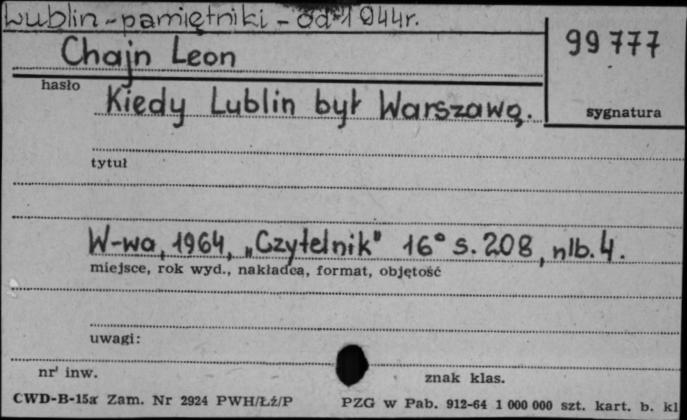 Lublin - pamiętniki - od 1944r.
Chajn Leon
99777
hasło
Kiedy Lublin był Warszawą.
sygnatura
tytuł
W-wa, 1964, „Czytelnik" 16° s. 208, nlb. 4.
miejsce, rok wyd., nakładca, format, objętość
uwagi:
nr inw.
znak klas.
CWD-B-15a Zam. Nr 2924 PWH/Łż/P
PZG w Pab. 912-64 1 000 000 szt. kart. b. kl